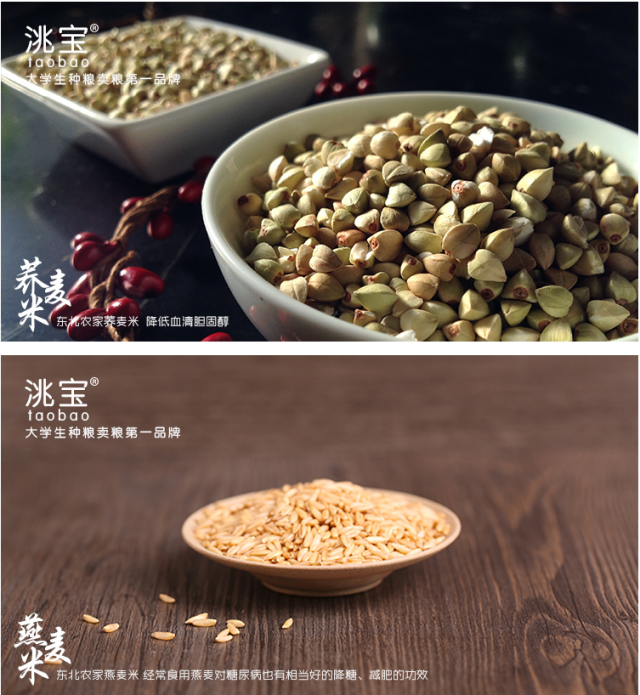 洮宝®
taobao
大学生种粮卖粮第一品牌
荞麦米
东北农家荞麦米 降低血清胆固醇
洮宝®
taobao
大学生种粮卖粮第一品牌
燕麦米
东北农家燕麦米 经常食用燕麦对糖尿病也有相当好的降糖、减肥的功效